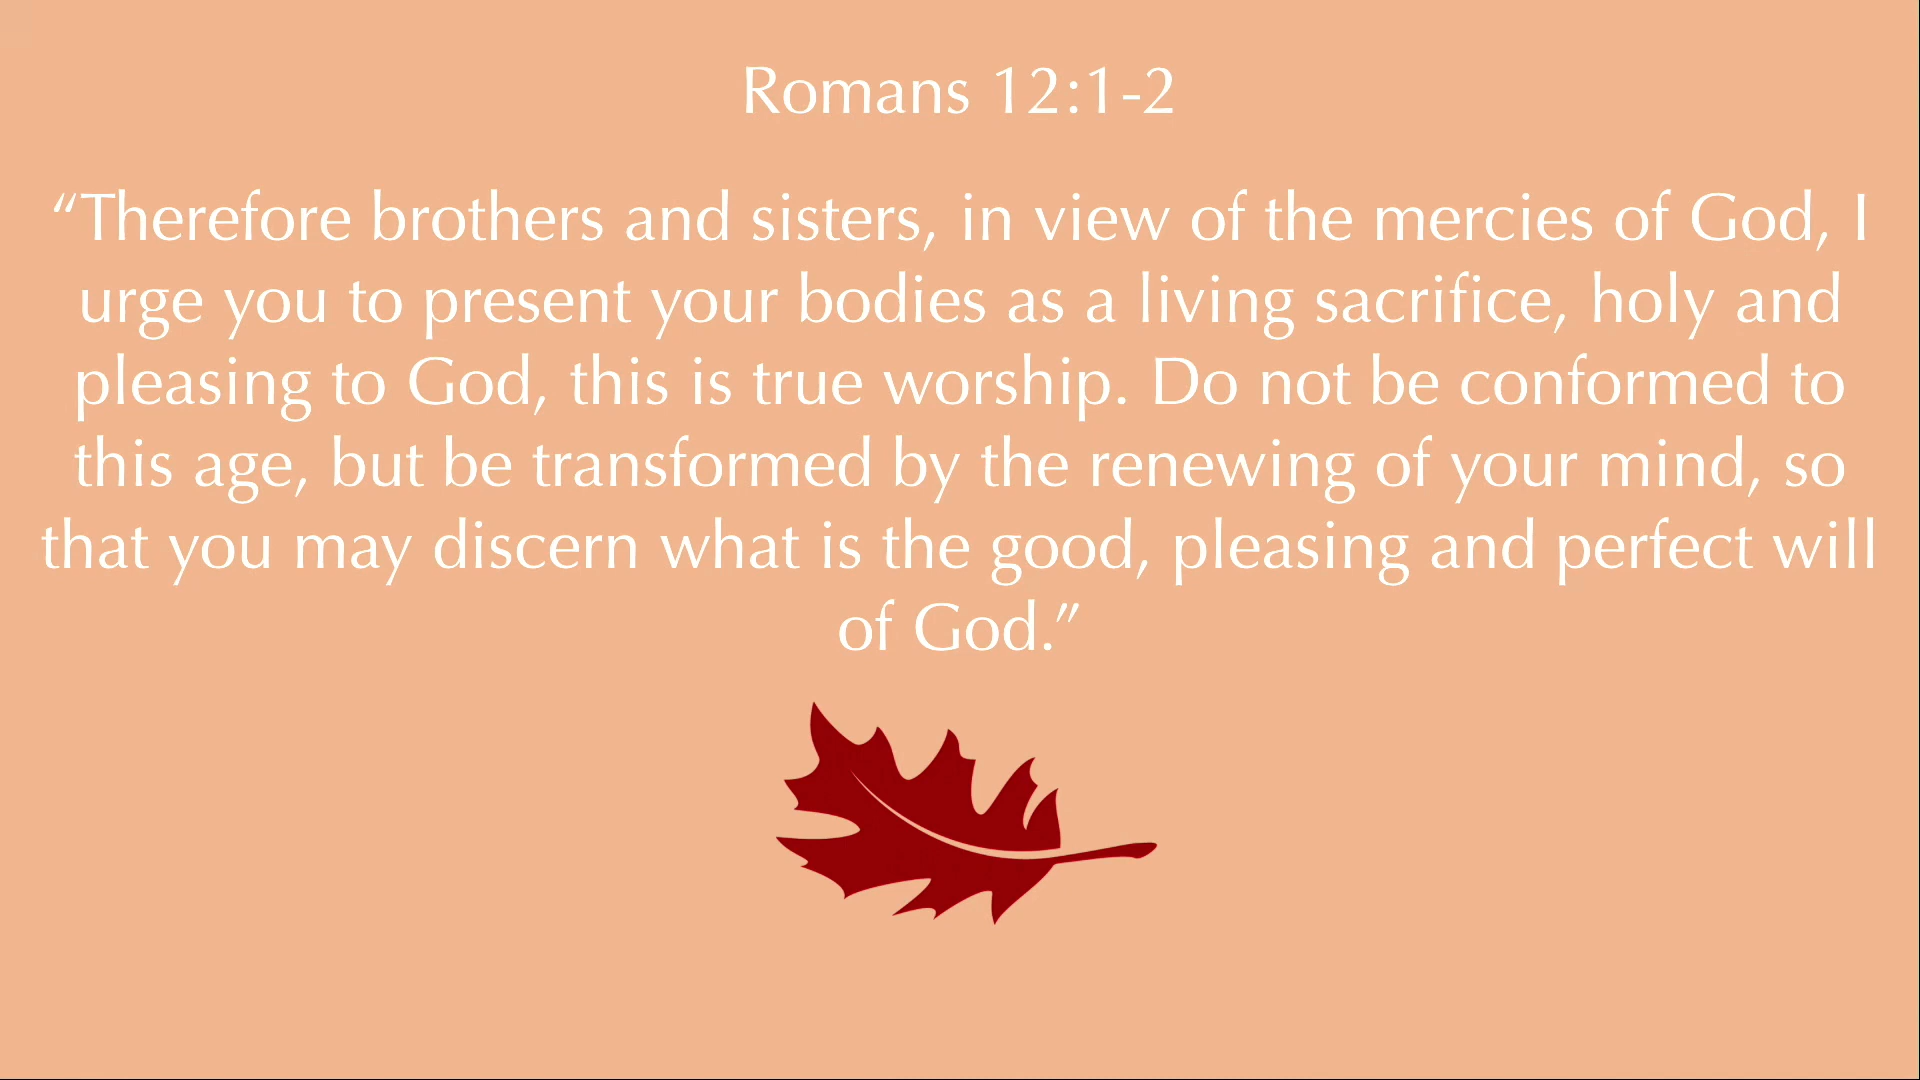 Romans 12:1-2
“Therefore brothers and sisters, in view of the mercies of God, I
urge you to present your bodies as a living sacrifice, holy and
pleasing to God, this is true worship. Do not be conformed to
this age, but be transformed by the renewing of your mind, so
that you may discern what is the good, pleasing and perfect will
of God.”